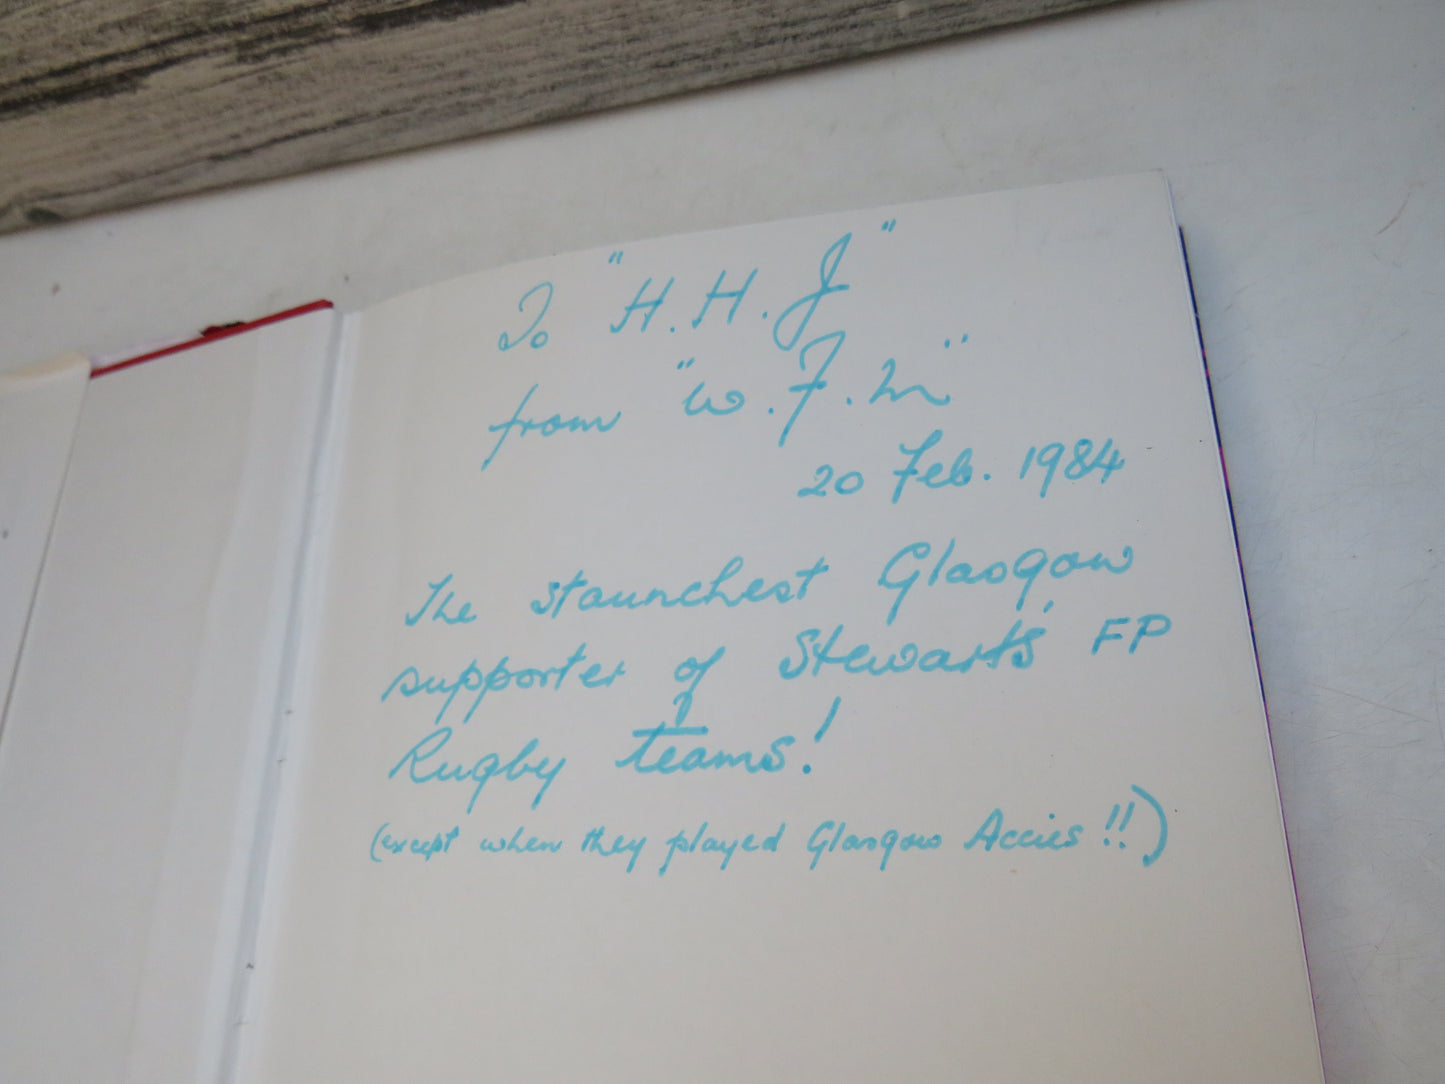 To "H.H.J"
from "W.F.M"
20 Feb. 1984
The staunchest Glasgow
supporter of Stewart's FP
Rugby teams!
(except when they played Glasgow Accies!!)